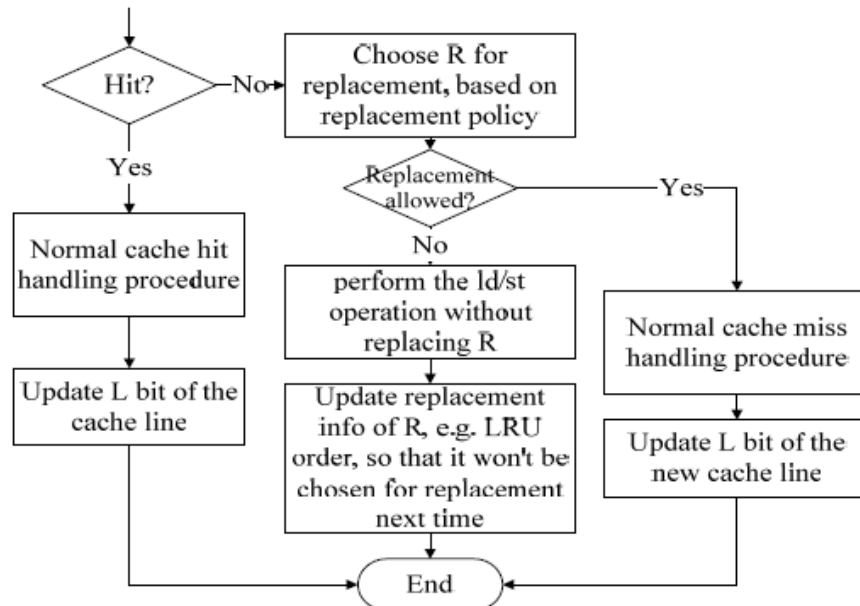 Hit?
No
Choose R for
replacement, based on
replacement policy
Yes
Replacement
allowed?
Yes
No
Normal cache hit
handling procedure
perform the ld/st
operation without
replacing R
Normal cache miss
handling procedure
Update L bit of the
cache line
Update replacement
info of R, e.g. LRU
order, so that it won't be
chosen for replacement
next time
Update L bit of the
new cache line
End